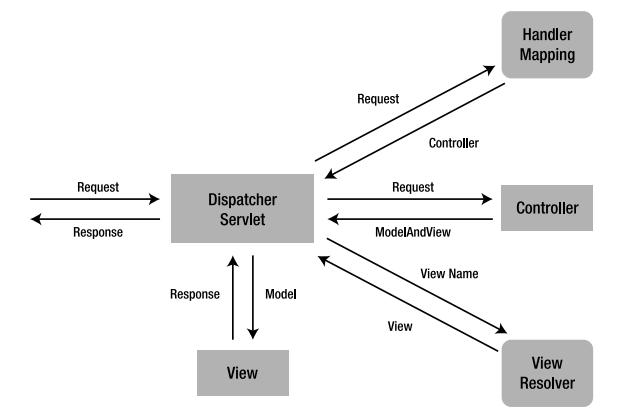 Handler
Mapping
Request
Controller
Request
Response
Dispatcher
Servlet
Request
ModelAndView
Controller
Response
Model
View Name
View
View
View
Resolver